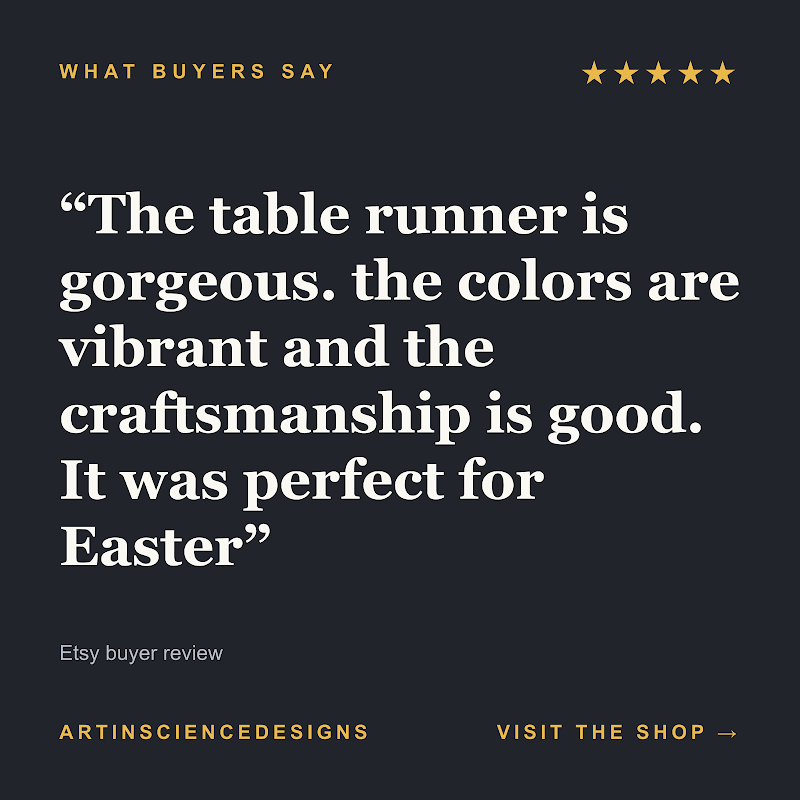 WHAT BUYERS SAY ★★★★★
“The table runner is
gorgeous. the colors are
vibrant and the
craftsmanship is good.
It was perfect for
Easter”
Etsy buyer review
ARTINSCIENCEDESIGNS
VISIT THE SHOP →